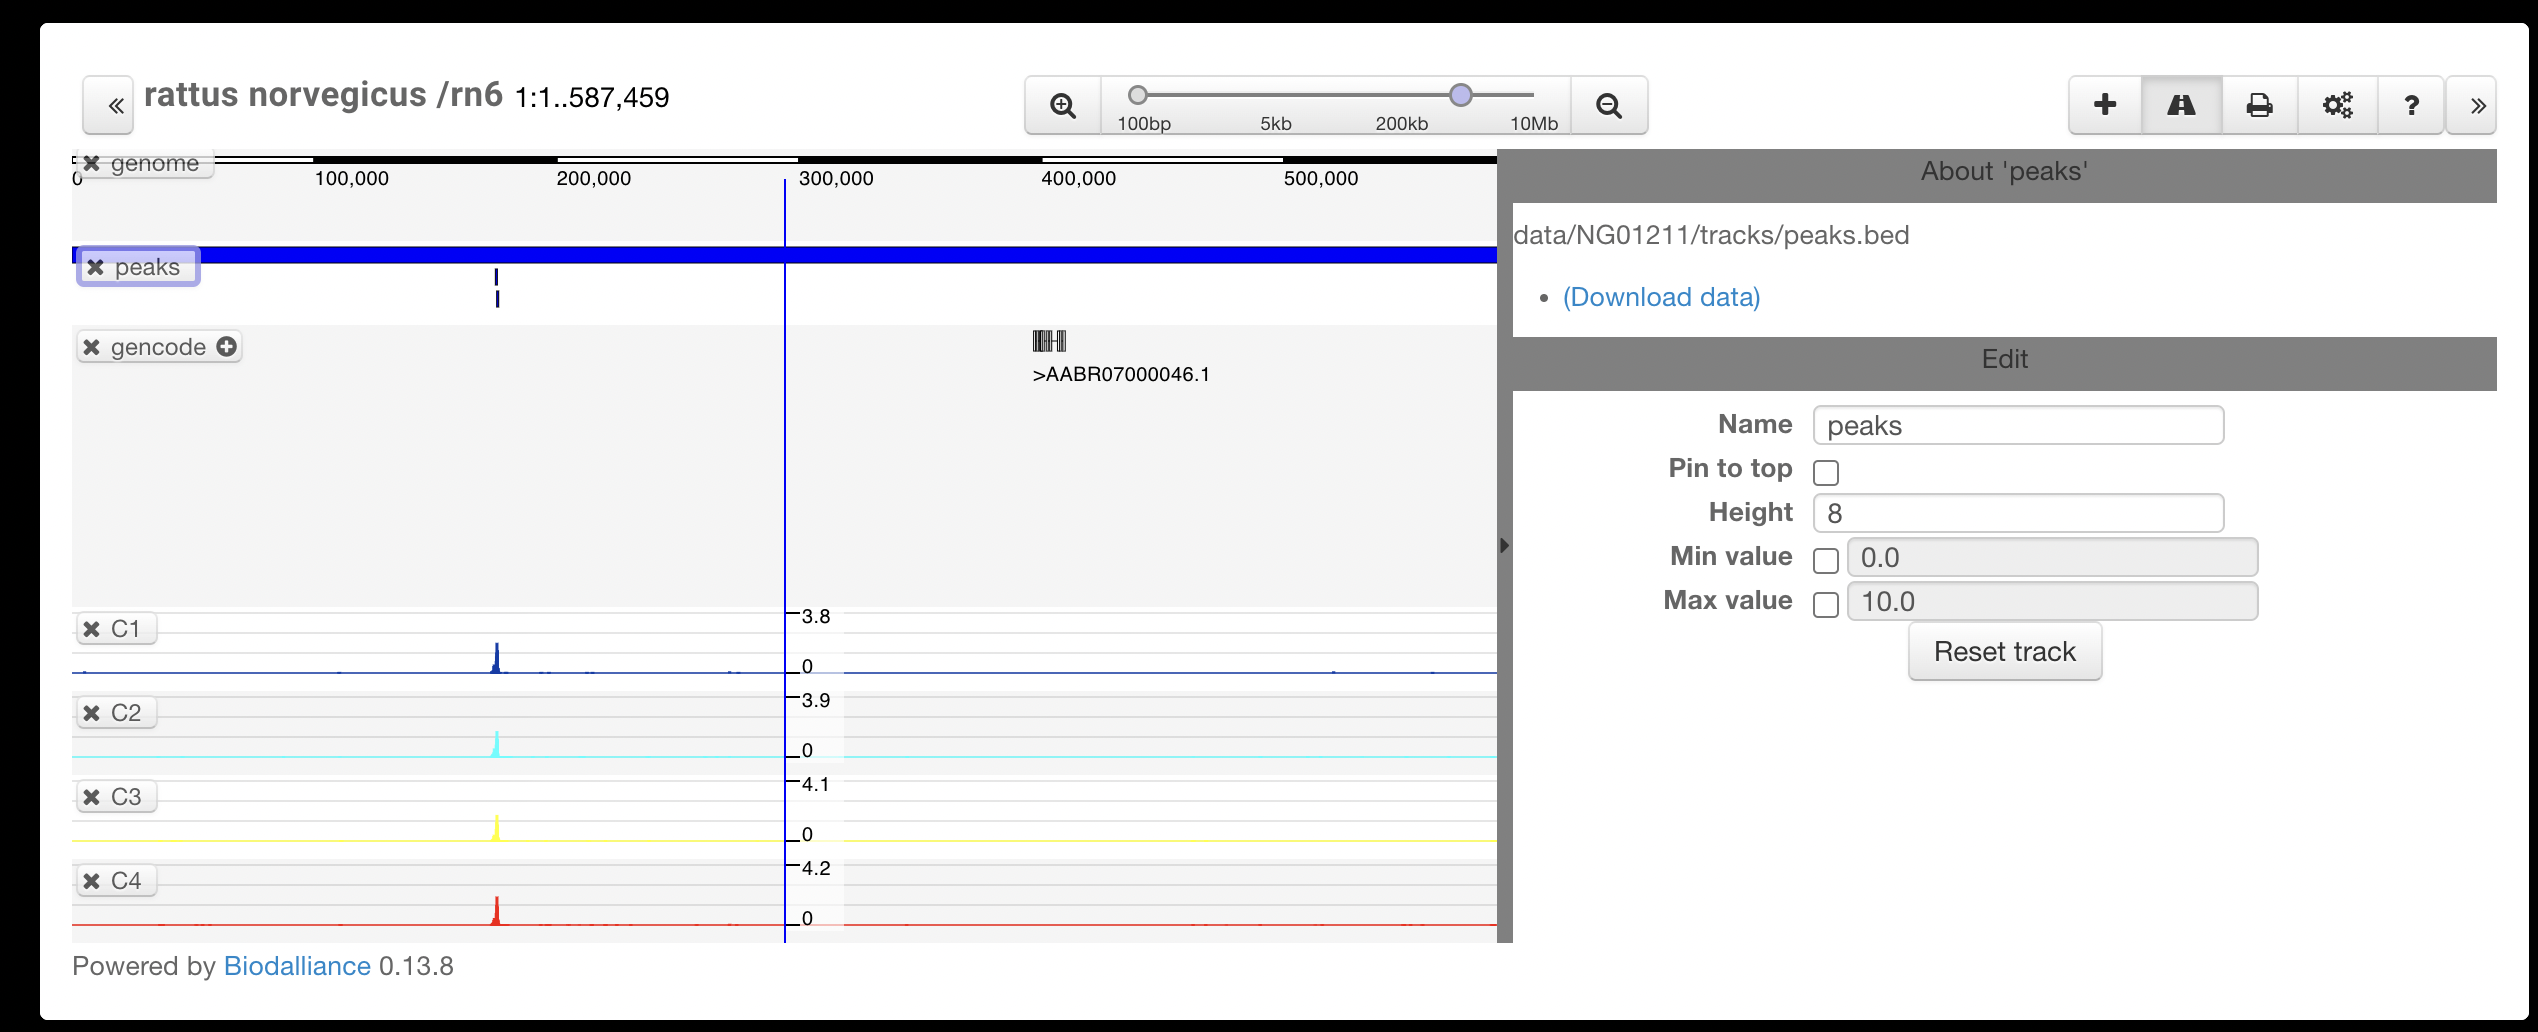 rattus norvegicus /rn6 1:1..587,459
100bp 5kb 200kb 10Mb
?
genome
0 100,000 200,000 300,000 400,000 500,000
peaks
gencode
>AABR07000046.1
C1
3.8
0
C2
3.9
0
C3
4.1
0
C4
4.2
0
About 'peaks'
data/NG01211/tracks/peaks.bed
• (Download data)
Edit
Name peaks
Pin to top
Height 8
Min value 0.0
Max value 10.0
Reset track
Powered by Biodalliance 0.13.8